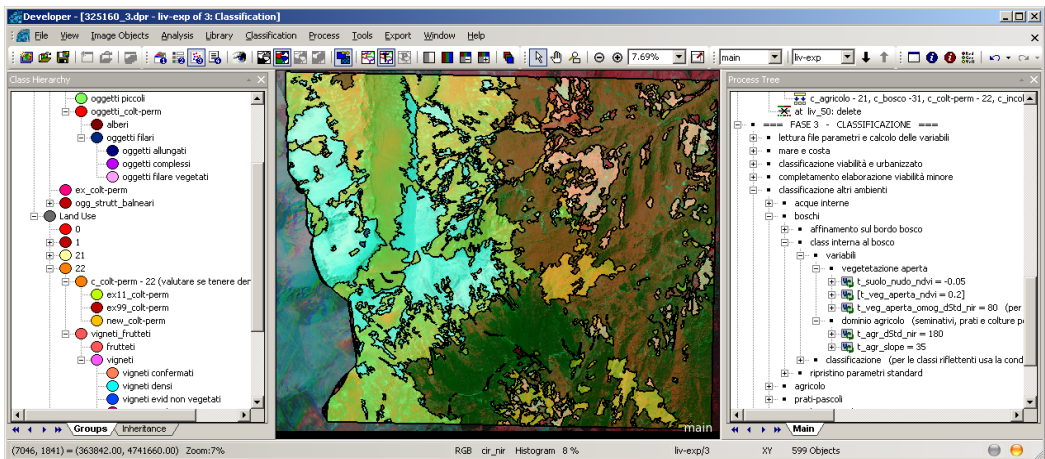 Developer - [325160_3.dpr - liv-exp of 3: Classification]
File View Image Objects Analysis Library Classification Process Tools Export Window Help
7.69% main liv-exp
Class Hierarchy
oggetti piccoli
oggetti_colt-perm
alberi
oggetti filari
oggetti allungati
oggetti complessi
oggetti filare vegetati
ex_colt-perm
ogg_strutt_balneari
Land Use
0
1
21
22
c_colt-perm - 22 (valutare se tenere der
ex11_colt-perm
ex99_colt-perm
new_colt-perm
vigneti_frutteti
frutteti
vigneti
vigneti confermati
vigneti densi
vigneti evid non vegetati
Groups Inheritance
main
Process Tree
c_agricolo - 21, c_bosco -31, c_colt-perm - 22, c_incol
at liv_50: delete
=== FASE 3 - CLASSIFICAZIONE ===
lettura file parametri e calcolo delle variabili
mare e costa
classificazione viabilità e urbanizzato
completamento elaborazione viabilità minore
classificazione altri ambienti
acque interne
boschi
affinamento sul bordo bosco
class interna al bosco
variabili
vegetetazione aperta
t_suolo_nudo_ndvi = -0.05
[t_veg_aperta_ndvi = 0.2]
t_veg_aperta_omog_dStd_nir = 80 (per
dominio agricolo (seminativi, prati e colture p
t_agr_dStd_nir = 180
t_agr_slope = 35
classificazione (per le classi riflettenti usa la cond
ripristino parametri standard
agricolo
prati-pascoli
Main
(7046, 1841) = (363842.00, 4741660.00) Zoom:7% RGB cir_nir Histogram 8 % liv-exp/3 XY 599 Objects